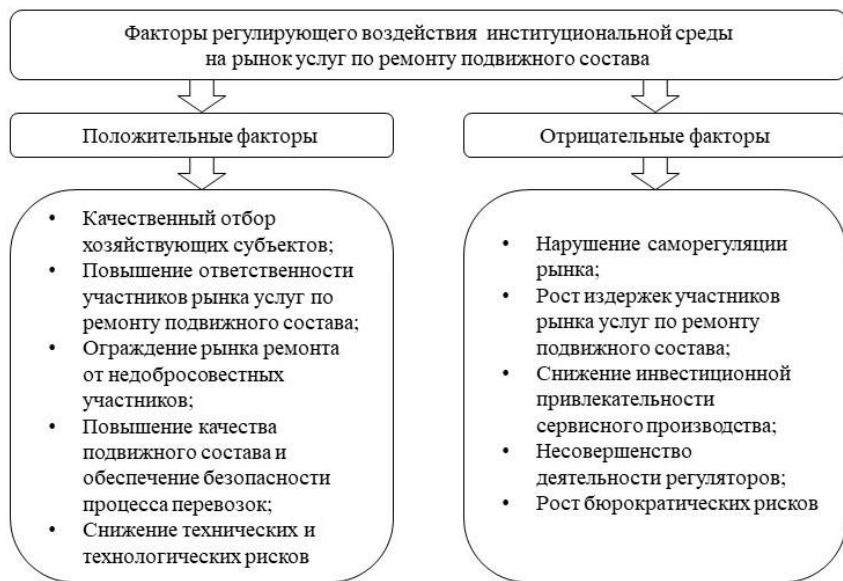 Факторы регулирующего воздействия институциональной среды
на рынок услуг по ремонту подвижного состава
Положительные факторы
• Качественный отбор
хозяйствующих субъектов;
• Повышение ответственности
участников рынка услуг по
ремонту подвижного состава;
• Ограждение рынка ремонта
от недобросовестных
участников;
• Повышение качества
подвижного состава и
обеспечение безопасности
процесса перевозок;
• Снижение технических и
технологических рисков
Отрицательные факторы
• Нарушение саморегуляции
рынка;
• Рост издержек участников
рынка услуг по ремонту
подвижного состава;
• Снижение инвестиционной
привлекательности
сервисного производства;
• Несовершенство
деятельности регуляторов;
• Рост бюрократических рисков